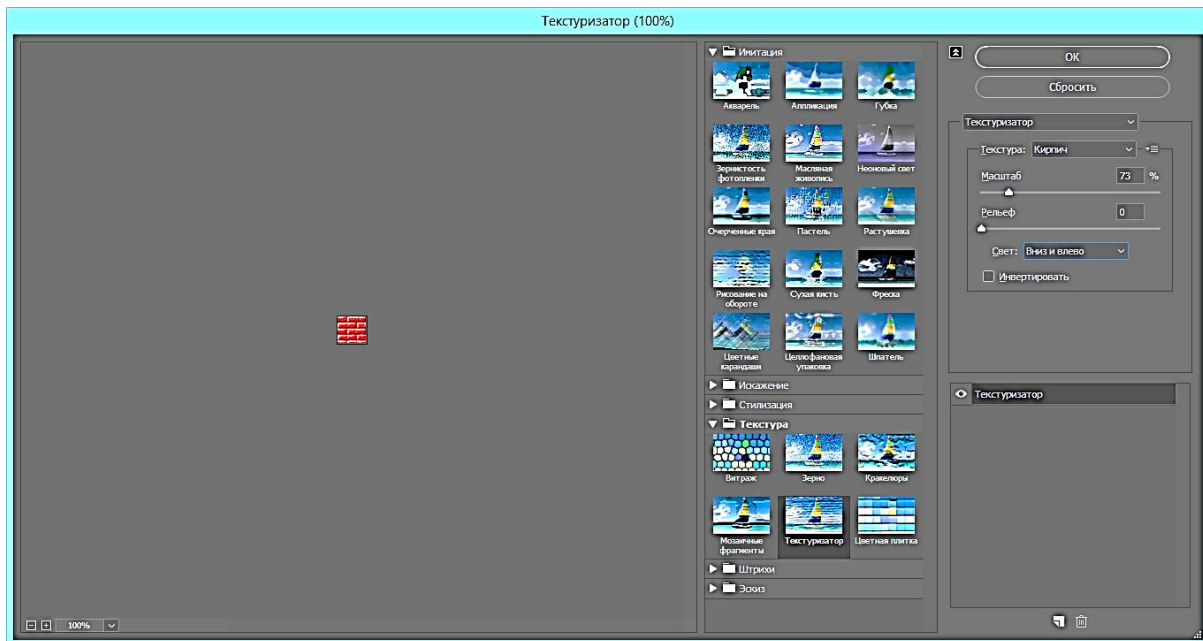 Текстуризатор (100%)
Имитация
Акварель
Аппликация
Губка
Зернистость
фотопленки
Масляная
живопись
Неоновый свет
Очерченные края
Пастель
Растушевка
Рисование на
обороте
Сухая кисть
Фреска
Цветные
карандаши
Целлофановая
упаковка
Шпатель
Искажение
Стилизация
Текстура
Витраж
Зерно
Кракелюры
Мозаичные
фрагменты
Текстуризатор
Цветная плитка
Штрихи
Эскиз
100%
OK
Сбросить
Текстуризатор
Текстура: Кирпич
Масштаб 73 %
Рельеф 0
Свет: Вниз и влево
Инвертировать
Текстуризатор